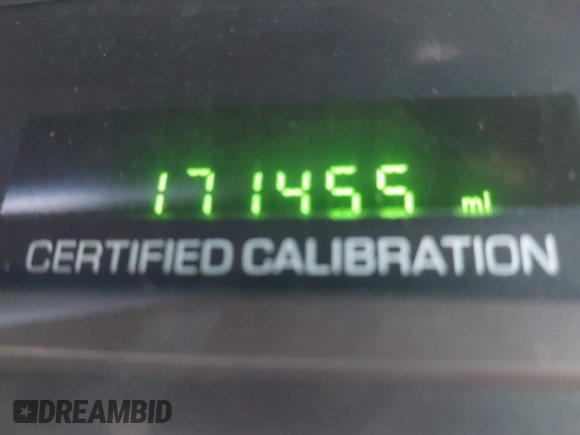 171455 mi
CERTIFIED CALIBRATION
DREAMBID